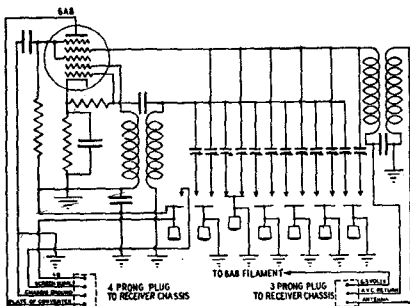 6A8
TO 6A8 FILAMENT
SCREEN SUPPLY
CHASSIS GROUND
PLATE OF CONVERTER
4 PRONG PLUG
TO RECEIVER CHASSIS
3 PRONG PLUG
TO RECEIVER CHASSIS
6.3 VOLTS
A.V.C. RETURN
ANTENNA